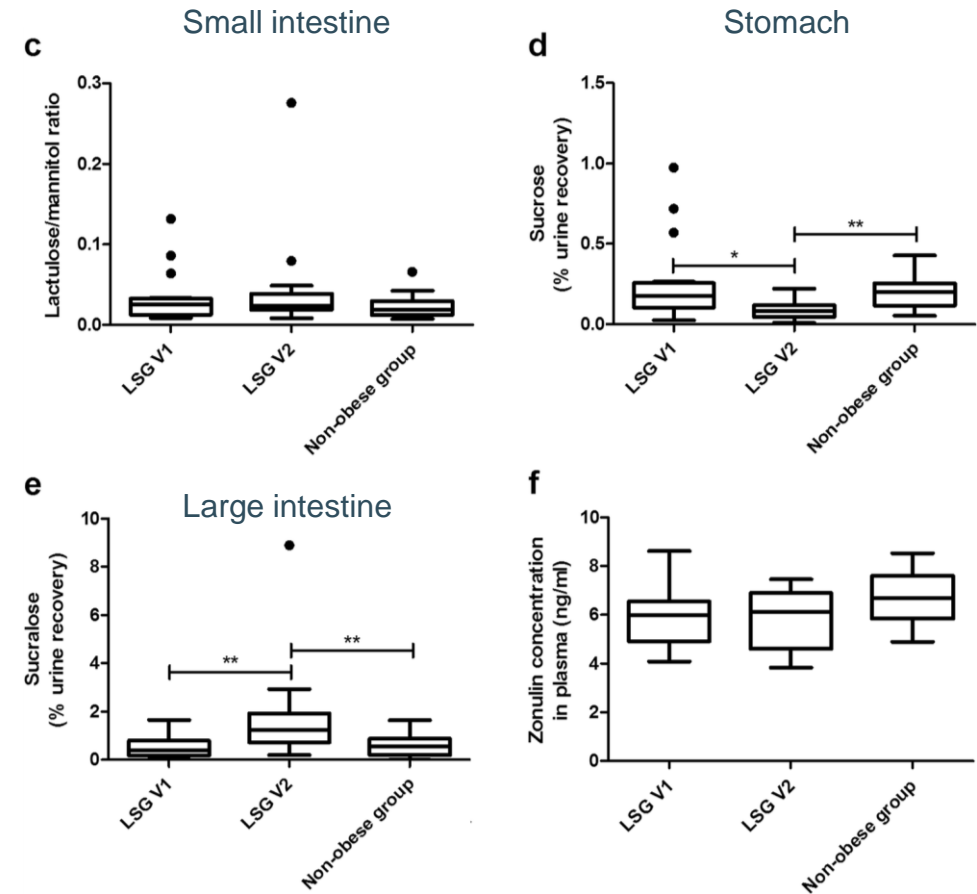 Small intestine
c
Lactulose/mannitol ratio
0.3
0.2
0.1
0.0
LSG V1
LSG V2
Non-obese group
Stomach
d
Sucrose
(% urine recovery)
1.5
1.0
0.5
0.0
*
**
LSG V1
LSG V2
Non-obese group
e
Large intestine
Sucralose
(% urine recovery)
10
8
6
4
2
0
**
**
LSG V1
LSG V2
Non-obese group
f
Zonulin concentration
in plasma (ng/ml)
10
8
6
4
2
0
LSG V1
LSG V2
Non-obese group